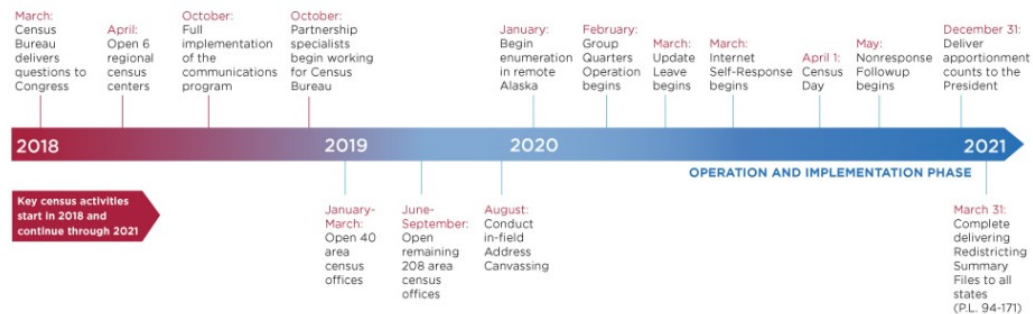 March:
Census
Bureau
delivers
questions to
Congress
April:
Open 6
regional
census
centers
October:
Full
implementation
of the
communications
program
October:
Partnership
specialists
begin working
for Census
Bureau
January:
Begin
enumeration
in remote
Alaska
February:
Group
Quarters
Operation
begins
March:
Update
Leave
begins
March:
Internet
Self-Response
begins
April 1:
Census
Day
May:
Nonresponse
Followup
begins
December 31:
Deliver
apportionment
counts to the
President
2018
2019
2020
2021
OPERATION AND IMPLEMENTATION PHASE
Key census activities
start in 2018 and
continue through 2021
January-
March:
Open 40
area
census
offices
June-
September:
Open
remaining
208 area
census
offices
August:
Conduct
in-field
Address
Canvassing
March 31:
Complete
delivering
Redistricting
Summary
Files to all
states
(P.L. 94-171)